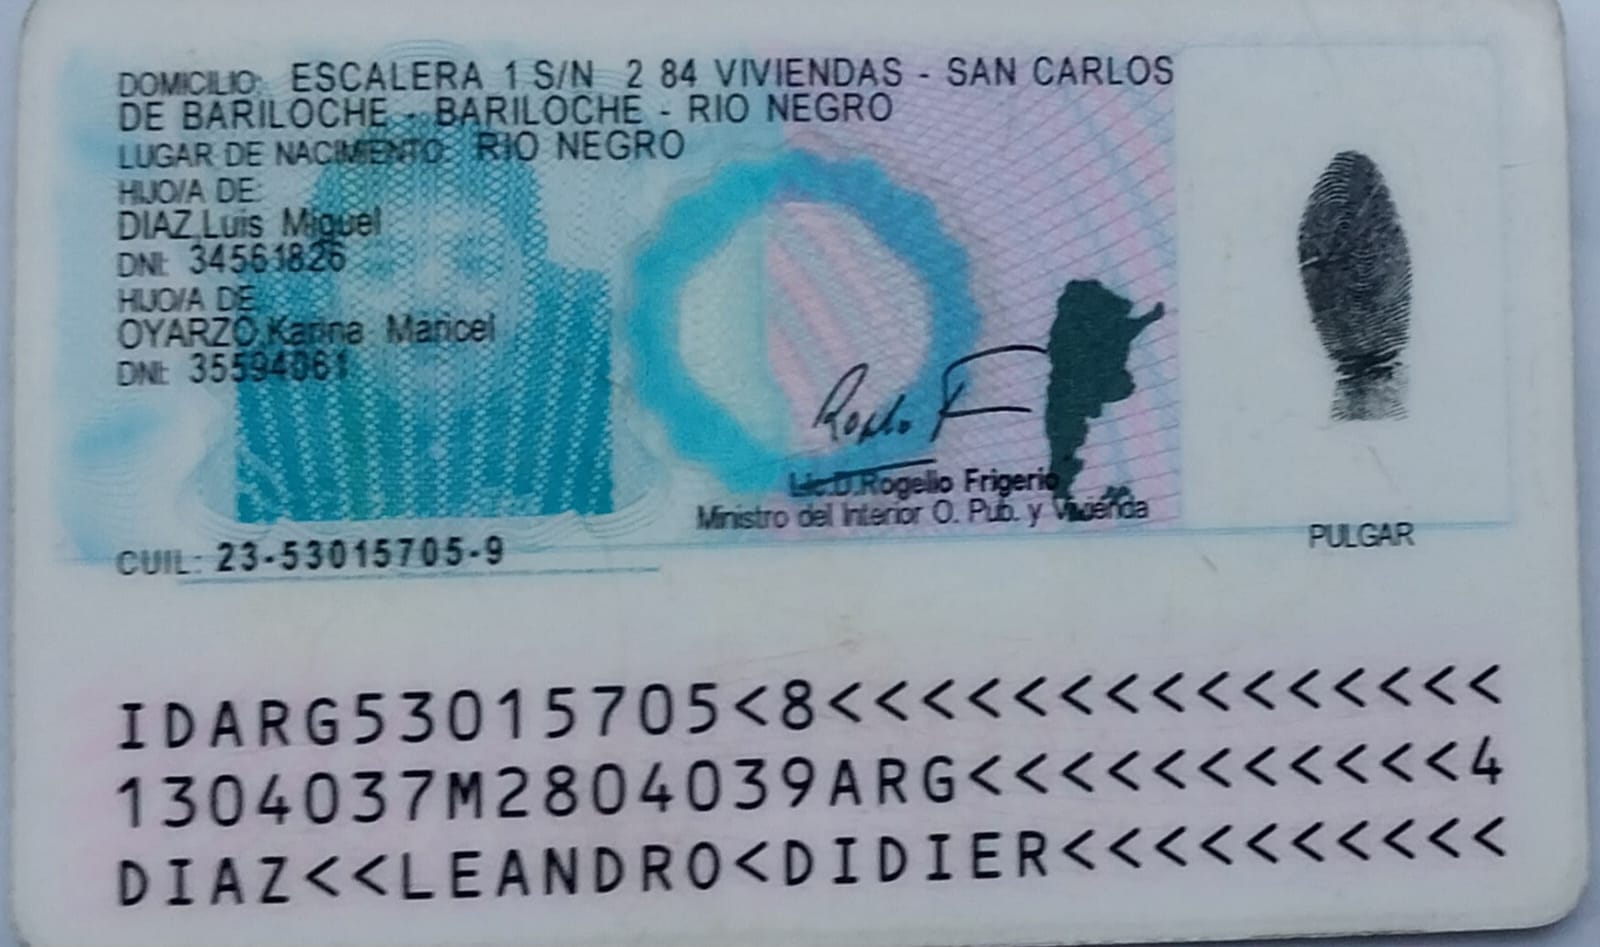 DOMICILIO: ESCALERA 1 S/N 2 84 VIVIENDAS - SAN CARLOS
DE BARILOCHE - BARILOCHE - RIO NEGRO
LUGAR DE NACIMIENTO: RIO NEGRO
HIJO/A DE:
DIAZ,Luis Miguel
DNI: 34561826
HIJO/A DE
OYARZO,Karina Maricel
DNI: 35594061
Lic.D.Rogelio Frigerio
Ministro del Interior O. Pub. y Vivienda
CUIL: 23-53015705-9
PULGAR
IDARG53015705<8<<<<<<<<<<<<<<<
1304037M2804039ARG<<<<<<<<<<<4
DIAZ<<LEANDRO<DIDIER<<<<<<<<<<